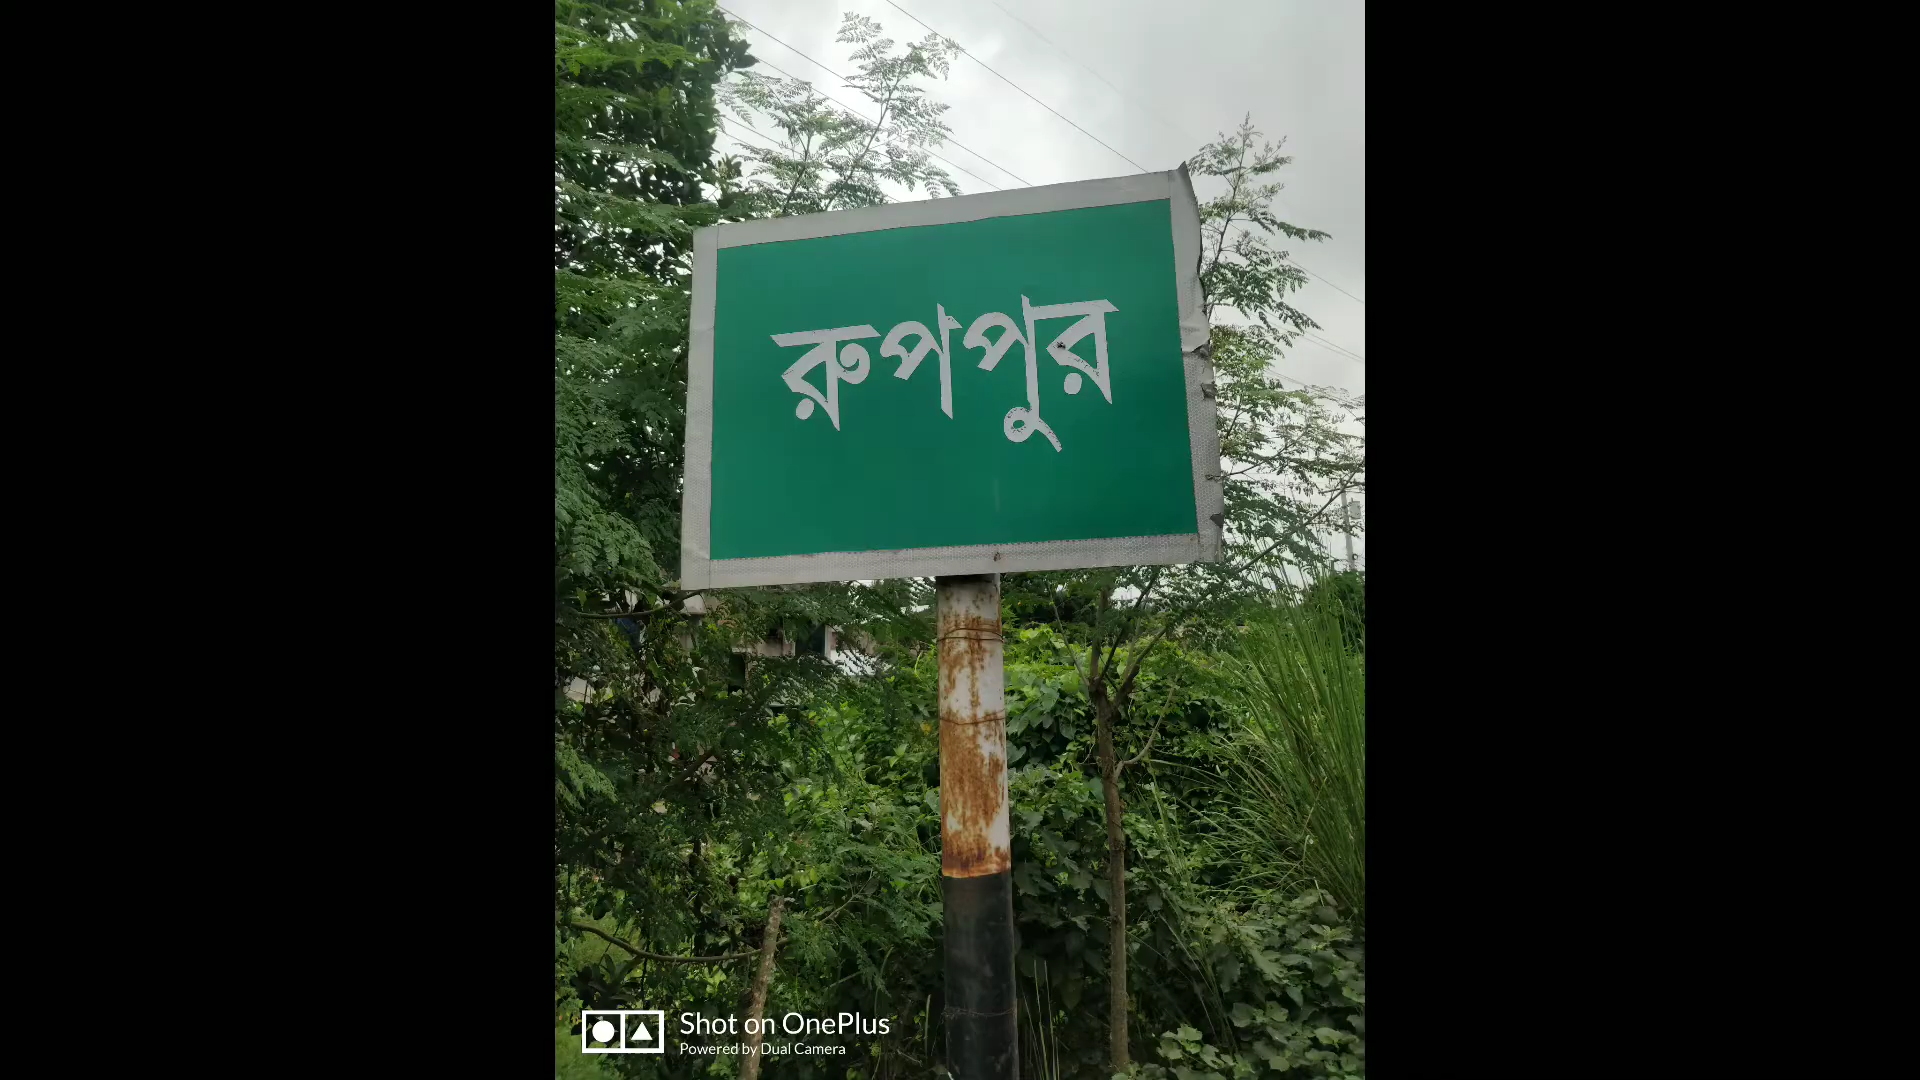 রুপপুর
Shot on OnePlus
Powered by Dual Camera